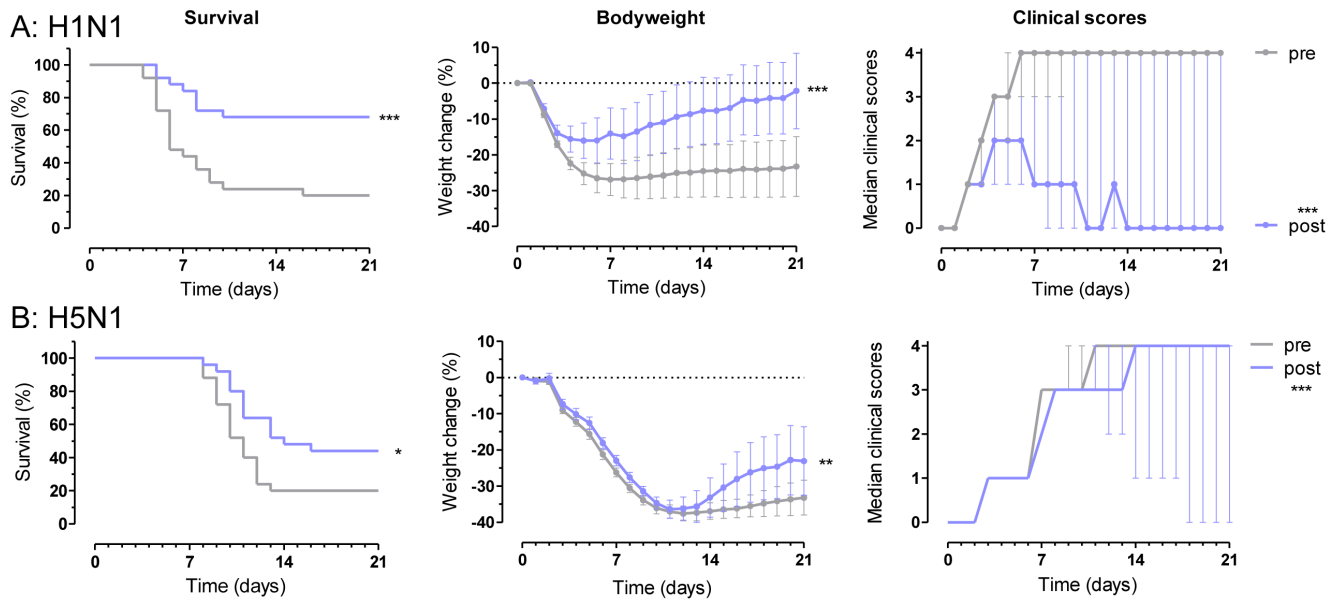 A: H1N1
Survival
Bodyweight
Clinical scores
Survival (%)
100
80
60
40
20
0
***
0 7 14 21
Time (days)
Weight change (%)
10
0
-10
-20
-30
-40
***
0 7 14 21
Time (days)
Median clinical scores
4
3
2
1
0
0 7 14 21
Time (days)
pre
***
post
B: H5N1
Survival (%)
100
80
60
40
20
0
*
0 7 14 21
Time (days)
Weight change (%)
10
0
-10
-20
-30
-40
**
0 7 14 21
Time (days)
Median clinical scores
4
3
2
1
0
0 7 14 21
Time (days)
pre
post
***